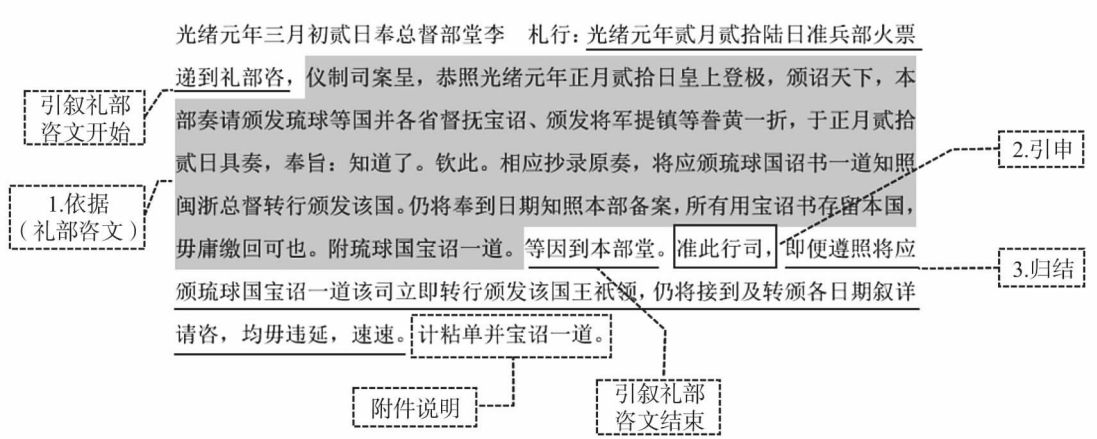 光绪元年三月初贰日奉总督部堂李 札行：光绪元年贰月贰拾陆日准兵部火票
递到礼部咨，仪制司案呈，恭照光绪元年正月贰拾日皇上登极，颁诏天下，本
部奏请颁发琉球等国并各省督抚宝诏、颁发将军提镇等誊黄一折，于正月贰拾
贰日具奏，奉旨：知道了。钦此。相应抄录原奏，将应颁琉球国诏书一道知照
闽浙总督转行颁发该国。仍将奉到日期知照本部备案，所有用宝诏书存留本国，
毋庸缴回可也。附琉球国宝诏一道。等因到本部堂。准此行司，即便遵照将应
颁琉球国宝诏一道该司立即转行颁发该国王祇领，仍将接到及转颁各日期叙详
请咨，均毋违延，速速。计粘单并宝诏一道。
引叙礼部
咨文开始
1.依据
（礼部咨文）
2.引申
3.归结
附件说明
引叙礼部
咨文结束